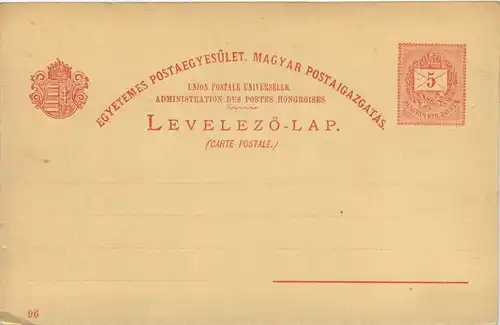 EGYETEMES POSTAEGYESÜLET. MAGYAR POSTAIGAZGATÁS.
UNION POSTALE UNIVERSELLE.
ADMINISTRATION DES POSTES HONGROISES
LEVELEZŐ-LAP.
(CARTE POSTALE.)
5
96